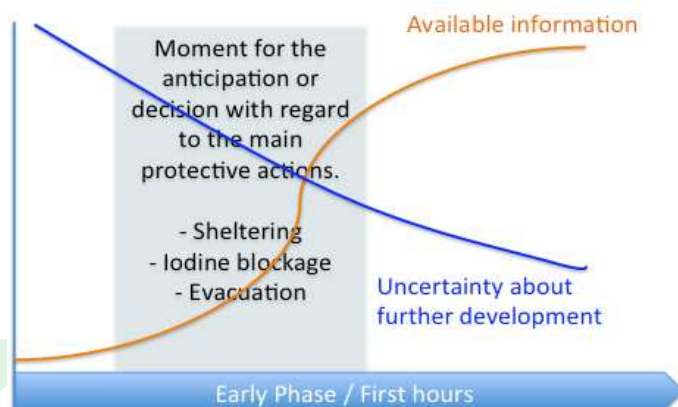 Available information
Moment for the
anticipation or
decision with regard
to the main
protective actions.
- Sheltering
- Iodine blockage
- Evacuation
Uncertainty about
further development
Early Phase / First hours